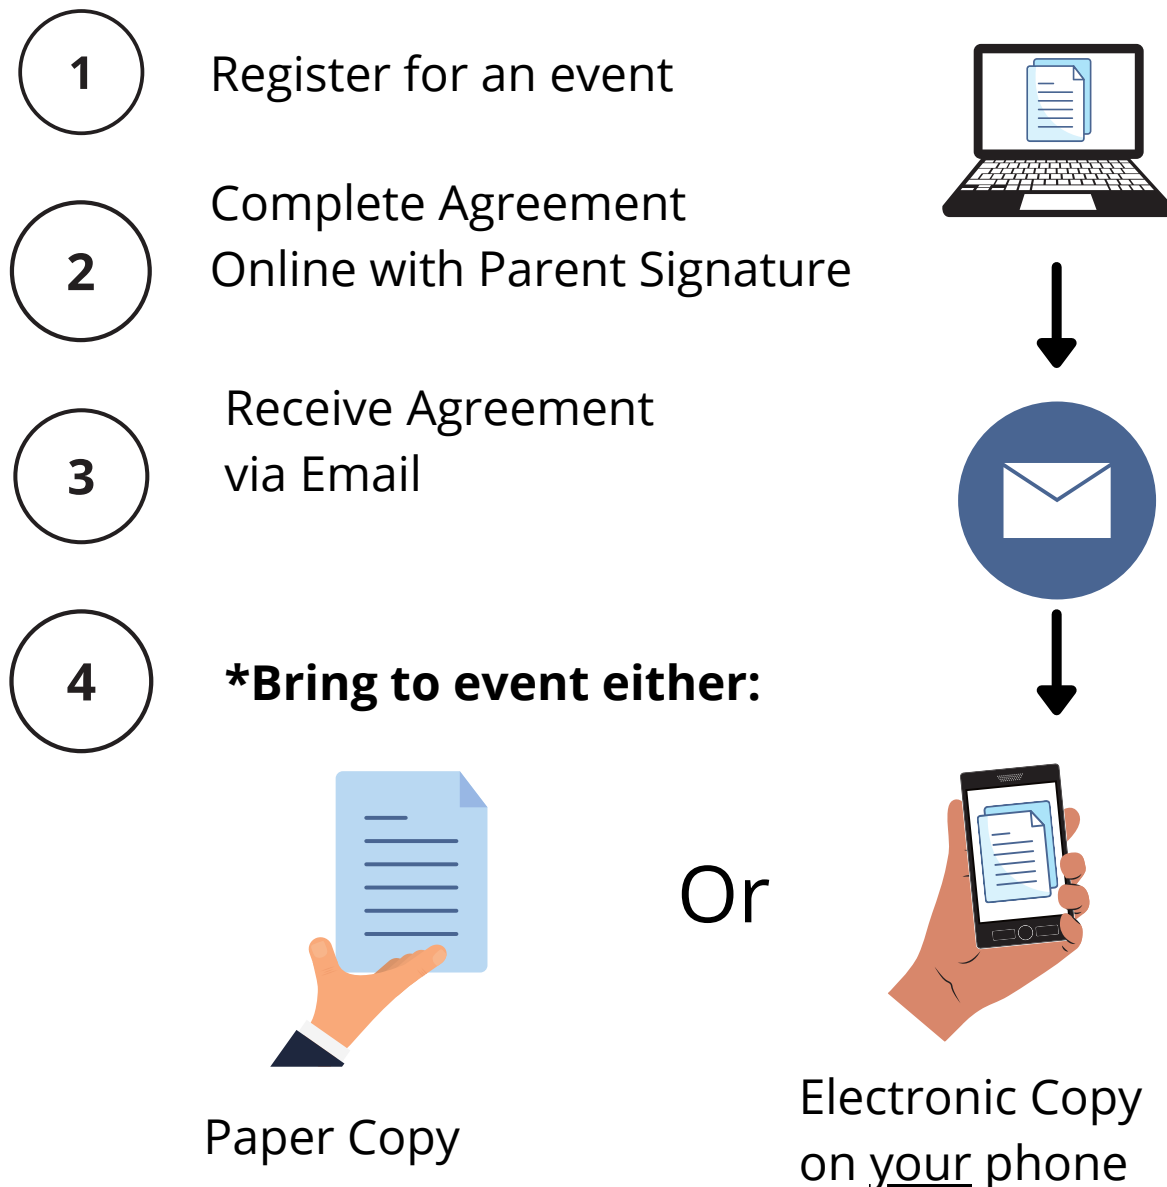 1
Register for an event
2
Complete Agreement
Online with Parent Signature
3
Receive Agreement
via Email
4
*Bring to event either:
Or
Paper Copy
Electronic Copy
on your phone